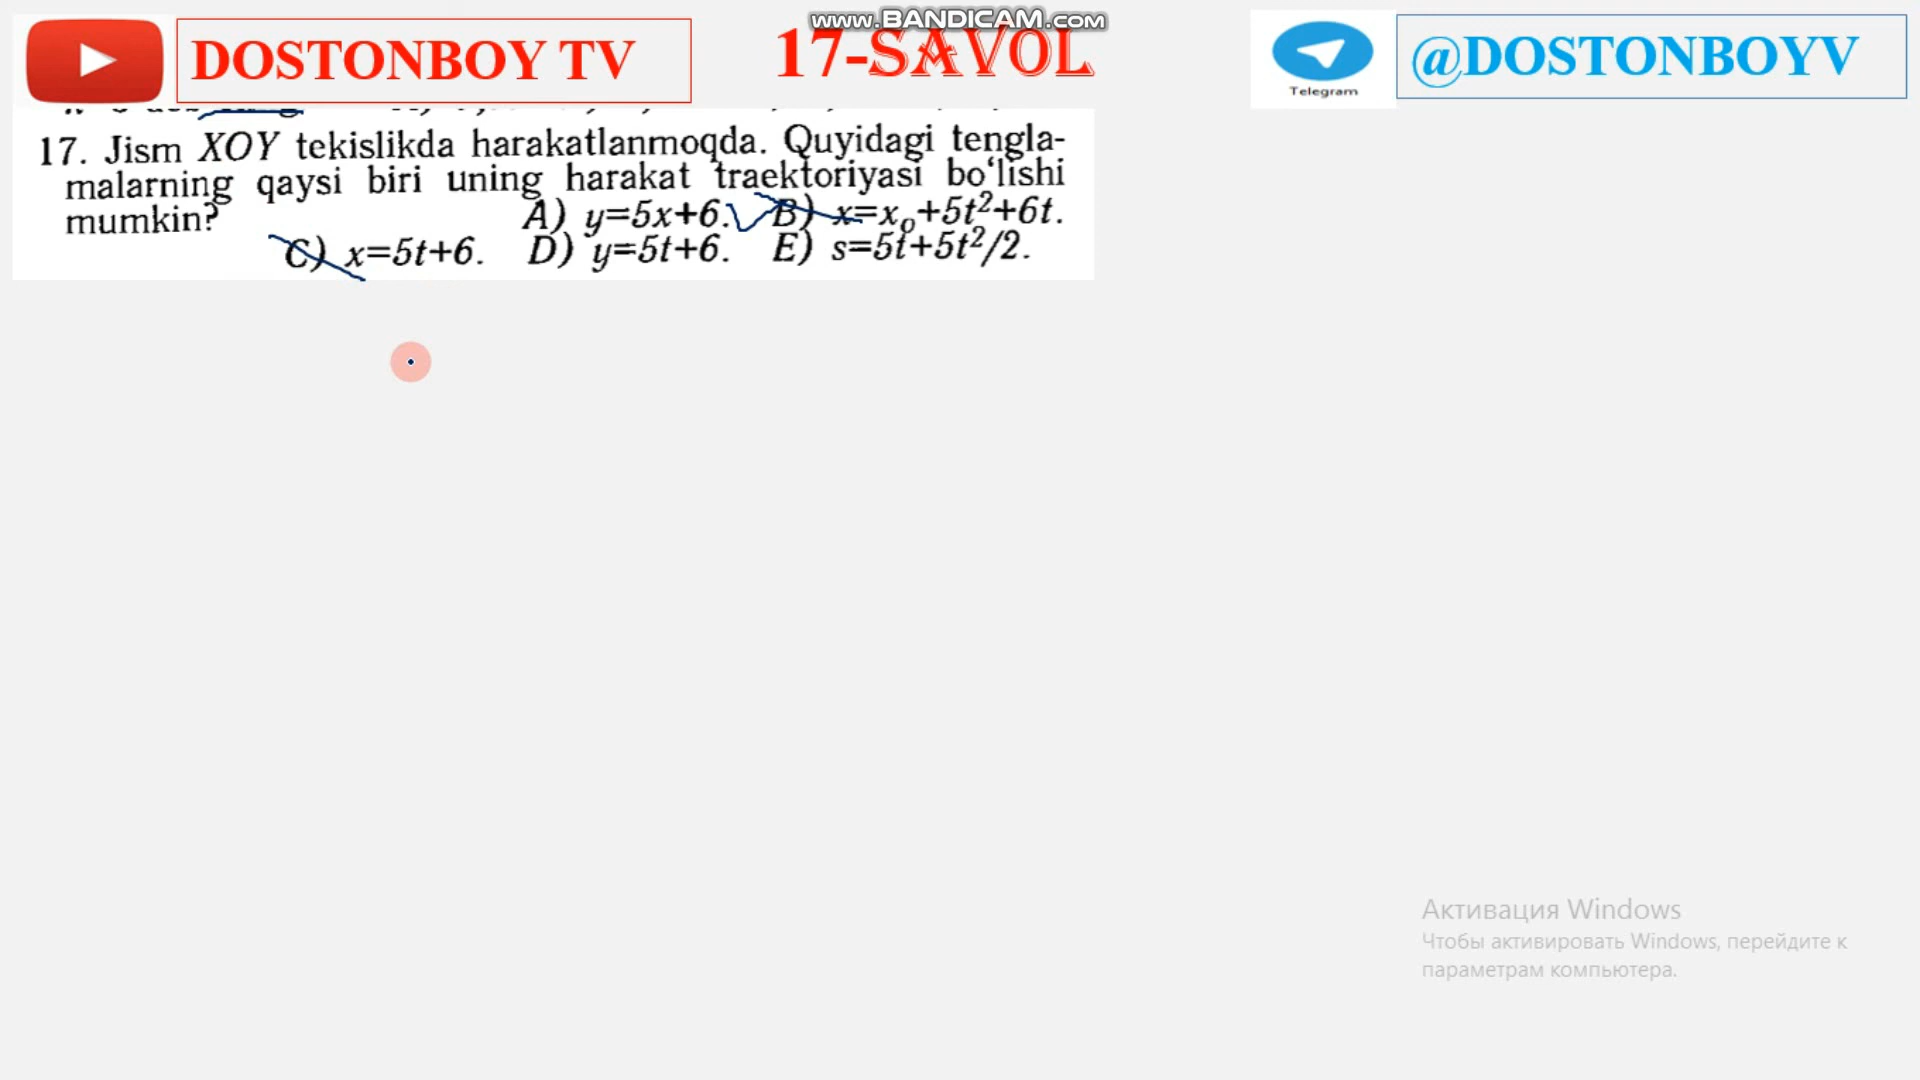 www.BANDICAM.com
DOSTONBOY TV
17-SAVOL
Telegram
@DOSTONBOYV
17. Jism XOY tekislikda harakatlanmoqda. Quyidagi tengla-
malarning qaysi biri uning harakat traektoriyasi bo‘lishi
mumkin? A) y=5x+6. B) x=x₀+5t²+6t.
C) x=5t+6. D) y=5t+6. E) s=5t+5t²/2.
Активация Windows
Чтобы активировать Windows, перейдите к
параметрам компьютера.